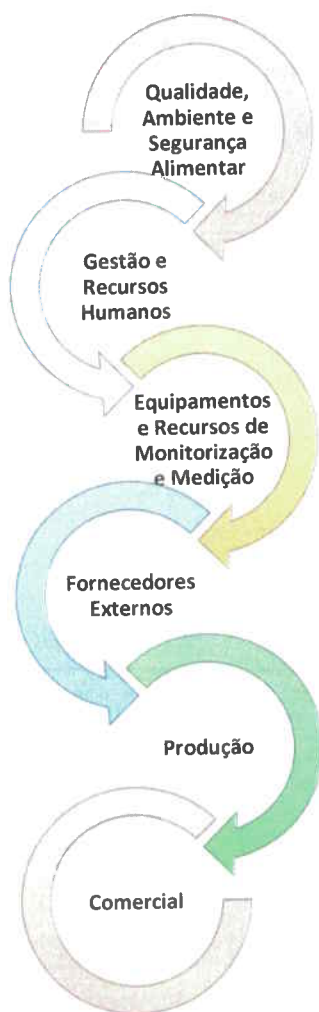 Qualidade,
Ambiente e
Segurança
Alimentar
Gestão e
Recursos
Humanos
Equipamentos
e Recursos de
Monitorização
e Medição
Fornecedores
Externos
Produção
Comercial